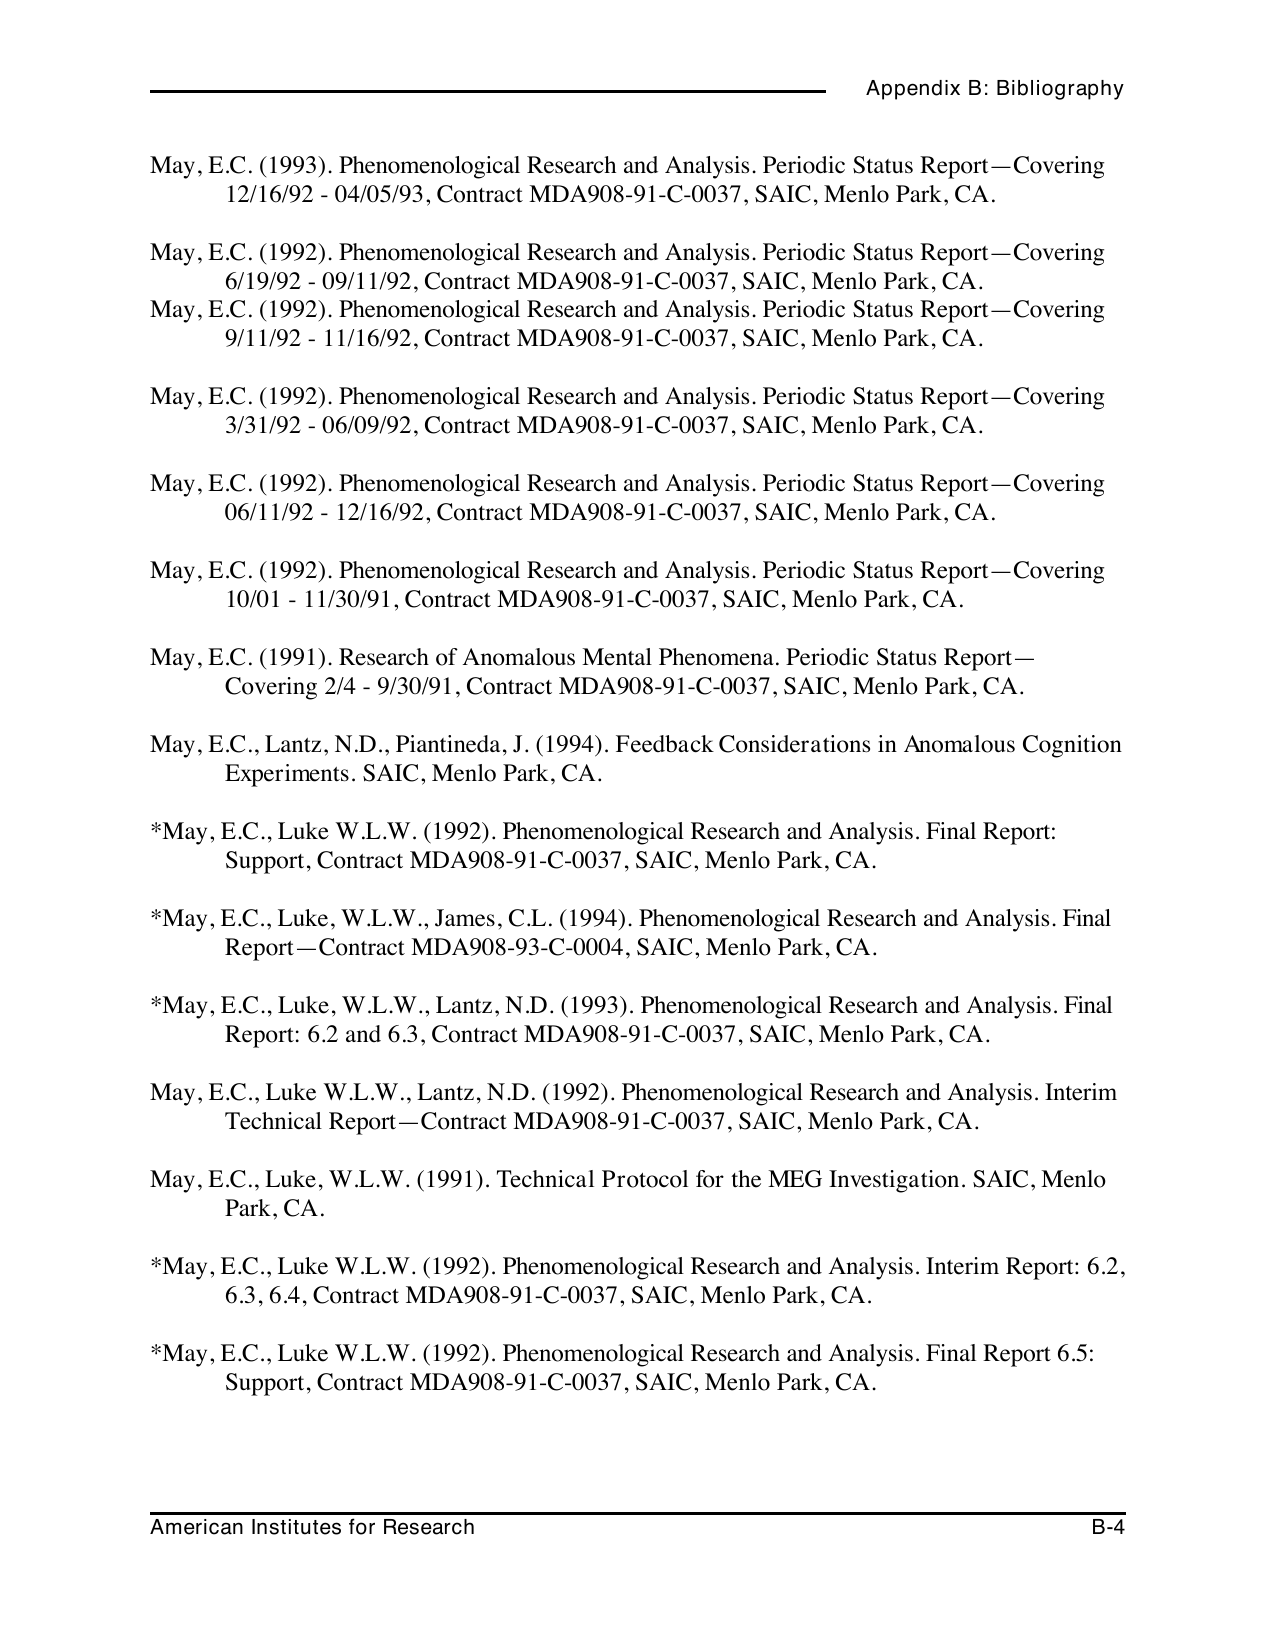 Appendix B: Bibliography
May, E.C. (1993). Phenomenological Research and Analysis. Periodic Status Report—Covering
12/16/92 - 04/05/93, Contract MDA908-91-C-0037, SAIC, Menlo Park, CA.
May, E.C. (1992). Phenomenological Research and Analysis. Periodic Status Report—Covering
6/19/92 - 09/11/92, Contract MDA908-91-C-0037, SAIC, Menlo Park, CA.
May, E.C. (1992). Phenomenological Research and Analysis. Periodic Status Report—Covering
9/11/92 - 11/16/92, Contract MDA908-91-C-0037, SAIC, Menlo Park, CA.
May, E.C. (1992). Phenomenological Research and Analysis. Periodic Status Report—Covering
3/31/92 - 06/09/92, Contract MDA908-91-C-0037, SAIC, Menlo Park, CA.
May, E.C. (1992). Phenomenological Research and Analysis. Periodic Status Report—Covering
06/11/92 - 12/16/92, Contract MDA908-91-C-0037, SAIC, Menlo Park, CA.
May, E.C. (1992). Phenomenological Research and Analysis. Periodic Status Report—Covering
10/01 - 11/30/91, Contract MDA908-91-C-0037, SAIC, Menlo Park, CA.
May, E.C. (1991). Research of Anomalous Mental Phenomena. Periodic Status Report—
Covering 2/4 - 9/30/91, Contract MDA908-91-C-0037, SAIC, Menlo Park, CA.
May, E.C., Lantz, N.D., Piantineda, J. (1994). Feedback Considerations in Anomalous Cognition
Experiments. SAIC, Menlo Park, CA.
*May, E.C., Luke W.L.W. (1992). Phenomenological Research and Analysis. Final Report:
Support, Contract MDA908-91-C-0037, SAIC, Menlo Park, CA.
*May, E.C., Luke, W.L.W., James, C.L. (1994). Phenomenological Research and Analysis. Final
Report—Contract MDA908-93-C-0004, SAIC, Menlo Park, CA.
*May, E.C., Luke, W.L.W., Lantz, N.D. (1993). Phenomenological Research and Analysis. Final
Report: 6.2 and 6.3, Contract MDA908-91-C-0037, SAIC, Menlo Park, CA.
May, E.C., Luke W.L.W., Lantz, N.D. (1992). Phenomenological Research and Analysis. Interim
Technical Report—Contract MDA908-91-C-0037, SAIC, Menlo Park, CA.
May, E.C., Luke, W.L.W. (1991). Technical Protocol for the MEG Investigation. SAIC, Menlo
Park, CA.
*May, E.C., Luke W.L.W. (1992). Phenomenological Research and Analysis. Interim Report: 6.2,
6.3, 6.4, Contract MDA908-91-C-0037, SAIC, Menlo Park, CA.
*May, E.C., Luke W.L.W. (1992). Phenomenological Research and Analysis. Final Report 6.5:
Support, Contract MDA908-91-C-0037, SAIC, Menlo Park, CA.
American Institutes for Research B-4